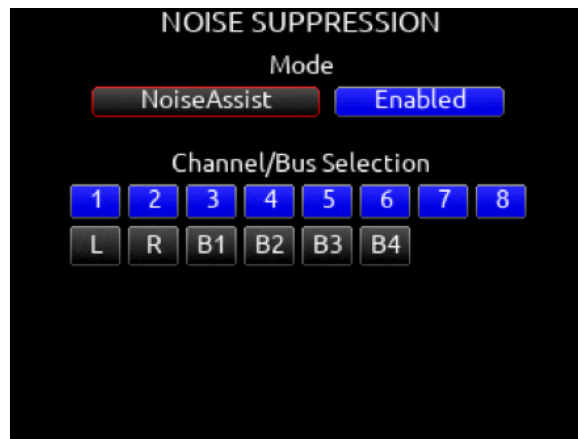 NOISE SUPPRESSION
Mode
NoiseAssist Enabled
Channel/Bus Selection
1 2 3 4 5 6 7 8
L R B1 B2 B3 B4